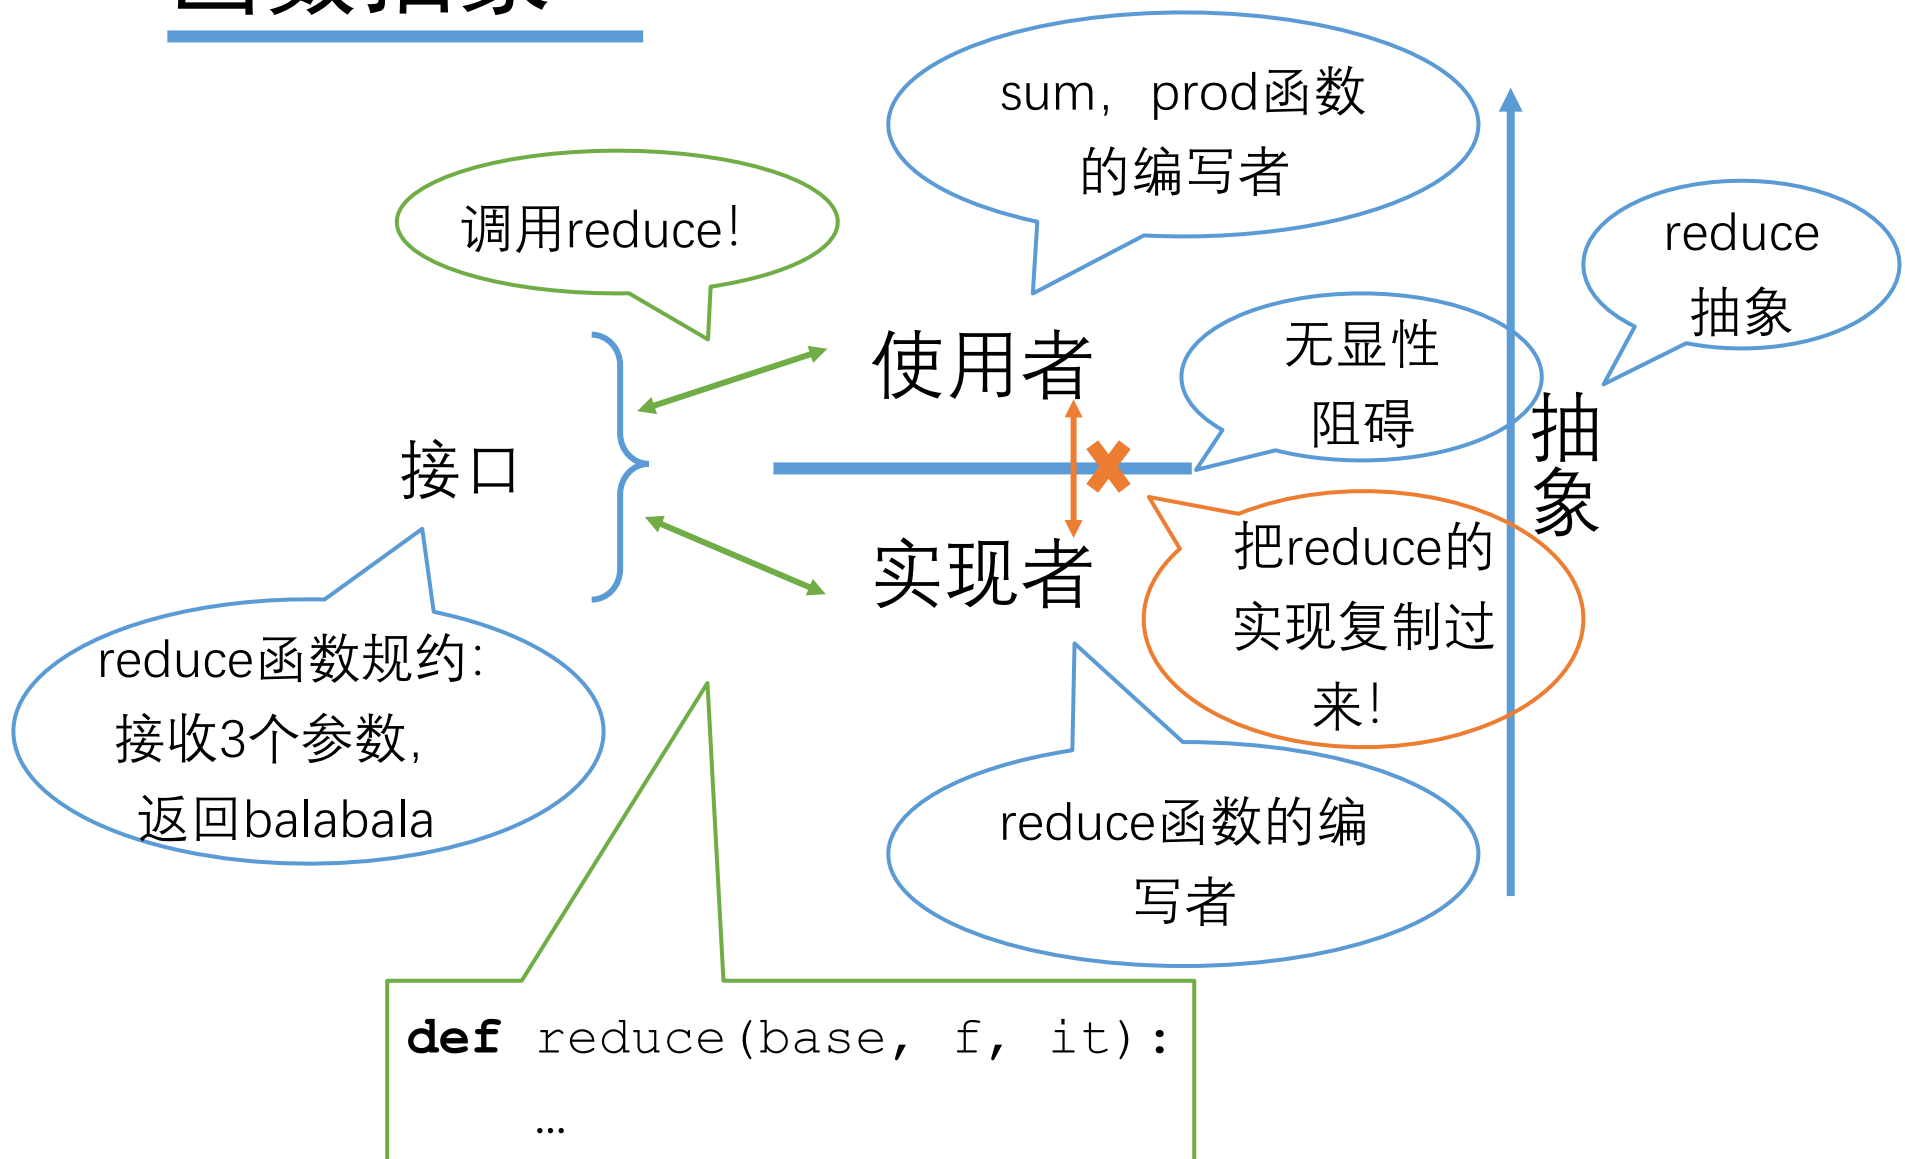 函数抽象
sum，prod函数
的编写者
调用reduce！
reduce
抽象
使用者
无显性
阻碍
接口
抽
象
实现者
把reduce的
实现复制过
来！
reduce函数规约：
接收3个参数，
返回balabala
reduce函数的编
写者
def reduce(base, f, it):
…